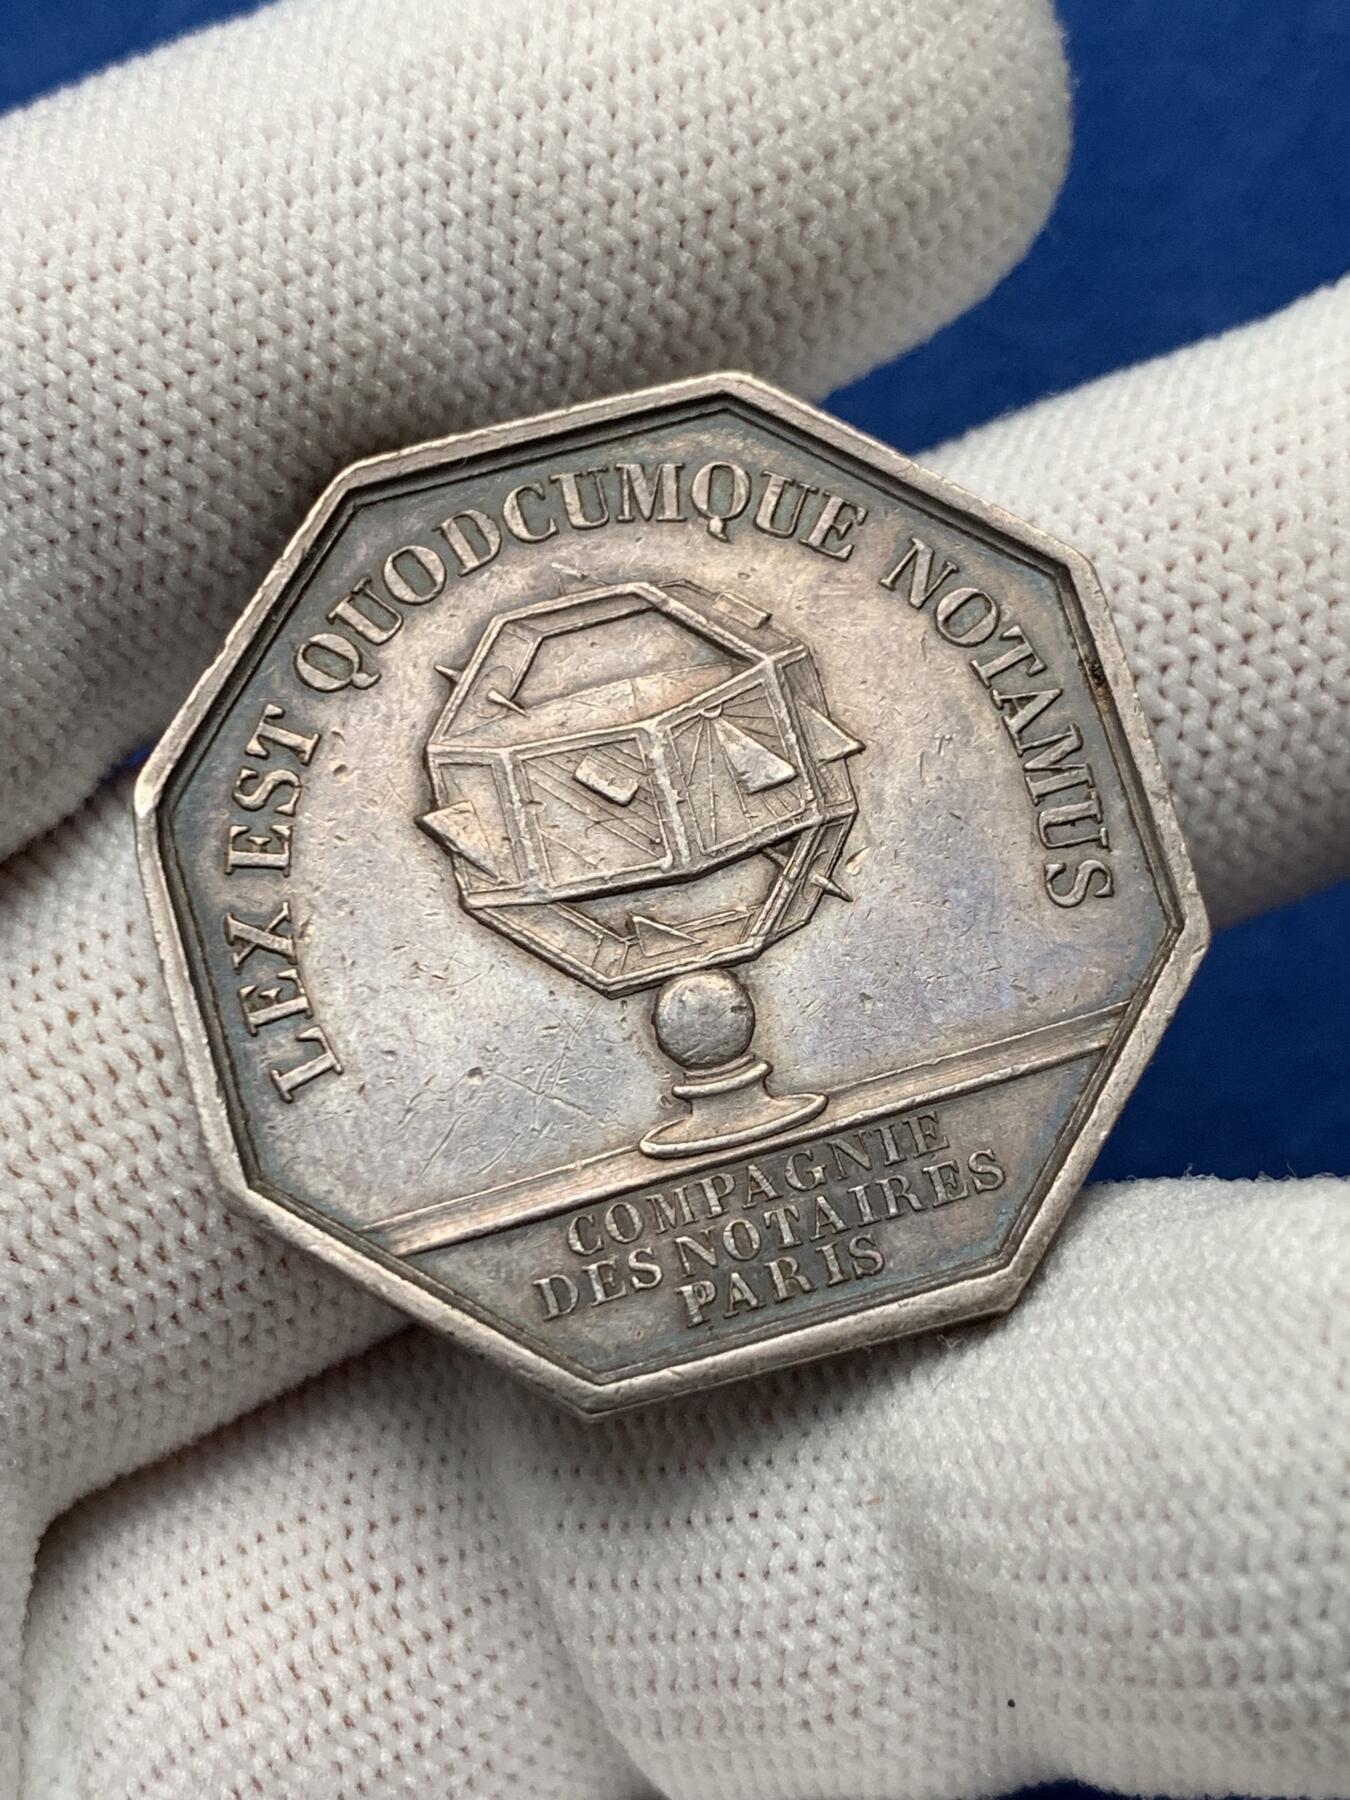 LEX EST QUODCUMQUE NOTAMUS
COMPAGNIE
DES NOTAIRES
PARIS